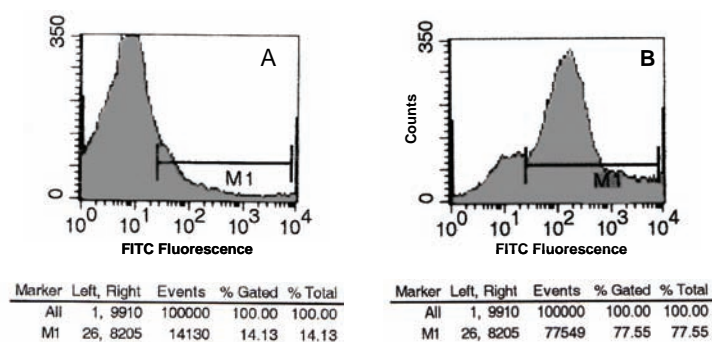 350
A
M1
0
10^0 10^1 10^2 10^3 10^4
FITC Fluorescence
Marker Left, Right Events % Gated % Total
All 1, 9910 100000 100.00 100.00
M1 26, 8205 14130 14.13 14.13
350
B
Counts
M1
0
10^0 10^1 10^2 10^3 10^4
FITC Fluorescence
Marker Left, Right Events % Gated % Total
All 1, 9910 100000 100.00 100.00
M1 26, 8205 77549 77.55 77.55